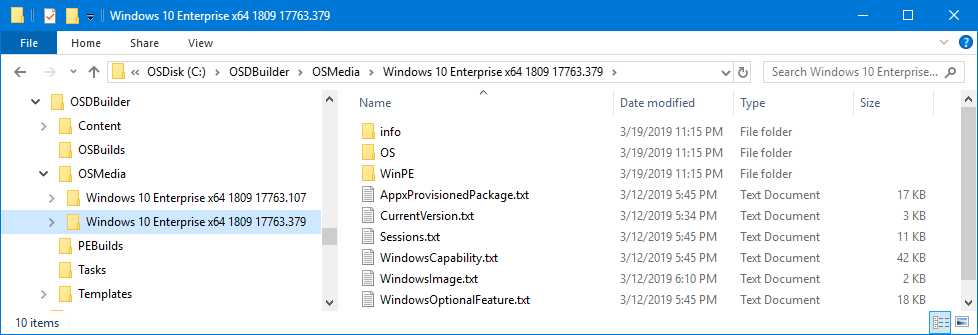 Windows 10 Enterprise x64 1809 17763.379
File Home Share View
« OSDisk (C:) > OSDBuilder > OSMedia > Windows 10 Enterprise x64 1809 17763.379 > Search Windows 10 Enterprise...
OSDBuilder
Content
OSBuilds
OSMedia
Windows 10 Enterprise x64 1809 17763.107
Windows 10 Enterprise x64 1809 17763.379
PEBuilds
Tasks
Templates
Name Date modified Type Size
info 3/19/2019 11:15 PM File folder
OS 3/19/2019 11:15 PM File folder
WinPE 3/19/2019 11:15 PM File folder
AppxProvisionedPackage.txt 3/12/2019 5:45 PM Text Document 17 KB
CurrentVersion.txt 3/12/2019 5:34 PM Text Document 3 KB
Sessions.txt 3/12/2019 5:45 PM Text Document 11 KB
WindowsCapability.txt 3/12/2019 5:45 PM Text Document 42 KB
WindowsImage.txt 3/12/2019 6:10 PM Text Document 2 KB
WindowsOptionalFeature.txt 3/12/2019 5:45 PM Text Document 18 KB
10 items